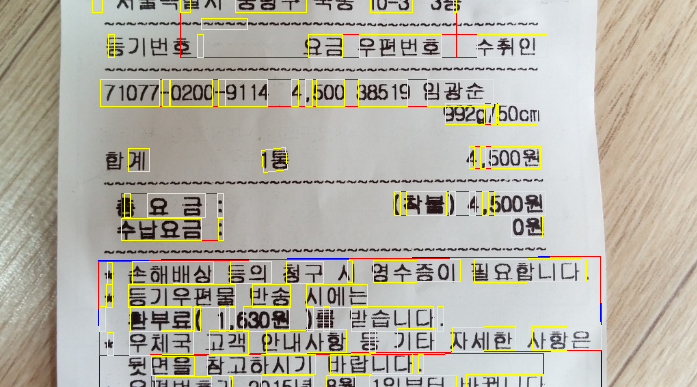 서울특별시 중랑구 묵동 10-3 3층
등기번호 요금 우편번호 수취인
71077-0200-9114 4,500 38519 임광순
992g/50cm
합계 1통 4,500원
총 요 금 : (착불) 4,500원
수납요금 : 0원
* 손해배상 등의 청구 시 영수증이 필요합니다.
* 등기우편물 반송 시에는
환부료( 1,630원 )를 받습니다.
* 우체국 고객 안내사항 등 기타 자세한 사항은
뒷면을 참고하시기 바랍니다.
우편번호가 2015년 8월 1일부터 바뀝니다